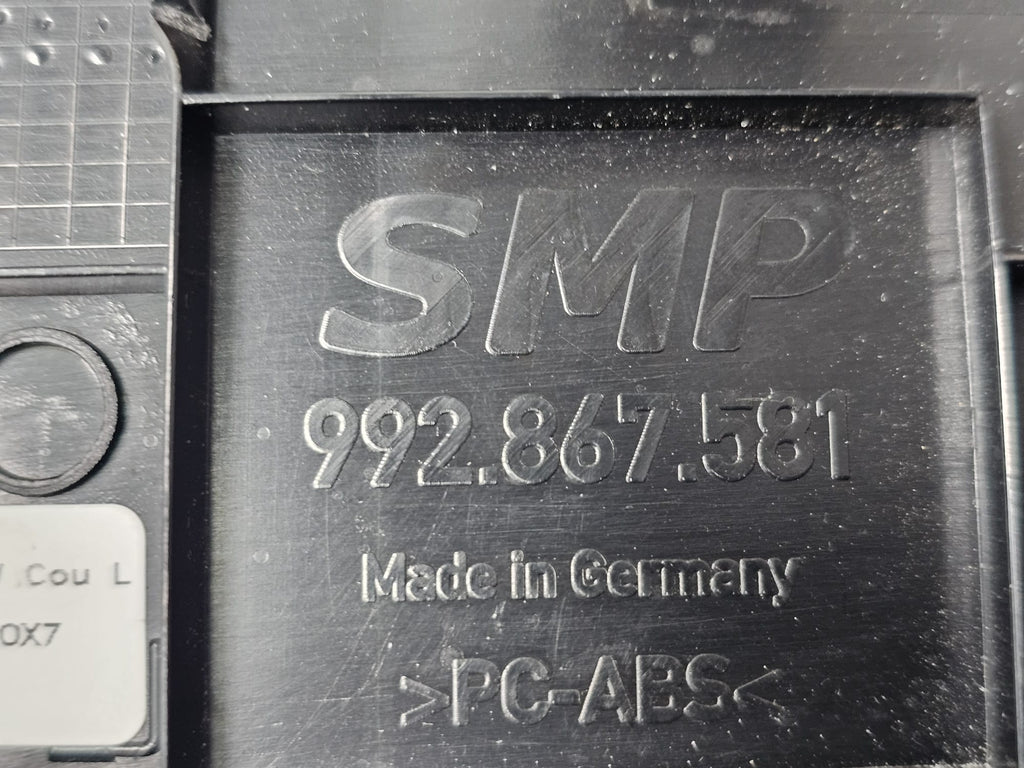 SMP
992.867.581
Made in Germany
>PC-ABS<
.Cou L
0X7